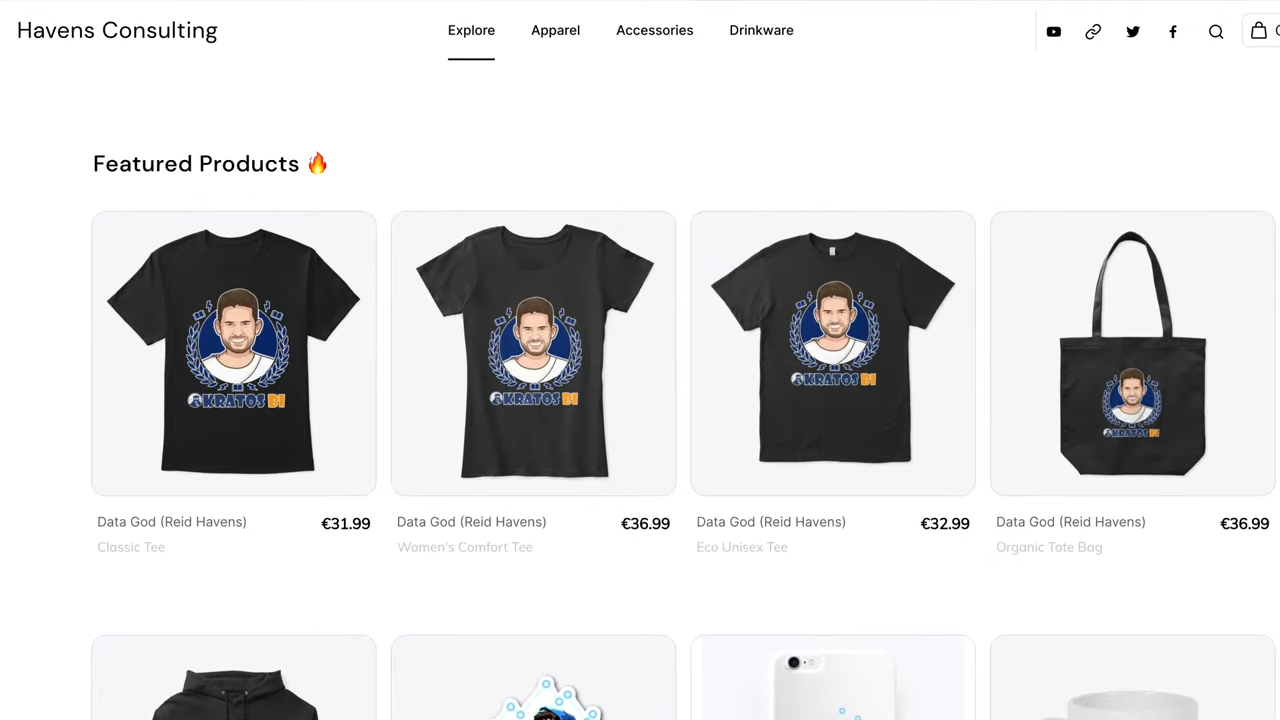 Havens Consulting
Explore
Apparel
Accessories
Drinkware
Featured Products 🔥
KRATOS BI
KRATOS BI
KRATOS BI
KRATOS BI
Data God (Reid Havens)
€31.99
Classic Tee
Data God (Reid Havens)
€36.99
Women's Comfort Tee
Data God (Reid Havens)
€32.99
Eco Unisex Tee
Data God (Reid Havens)
€36.99
Organic Tote Bag